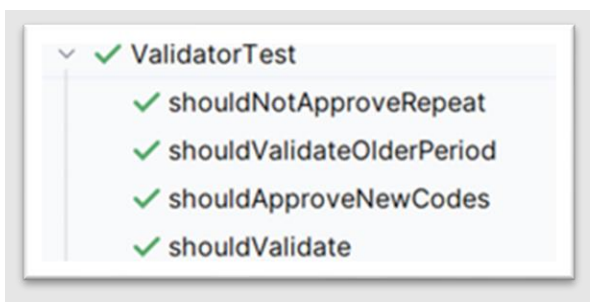 ValidatorTest
shouldNotApproveRepeat
shouldValidateOlderPeriod
shouldApproveNewCodes
shouldValidate